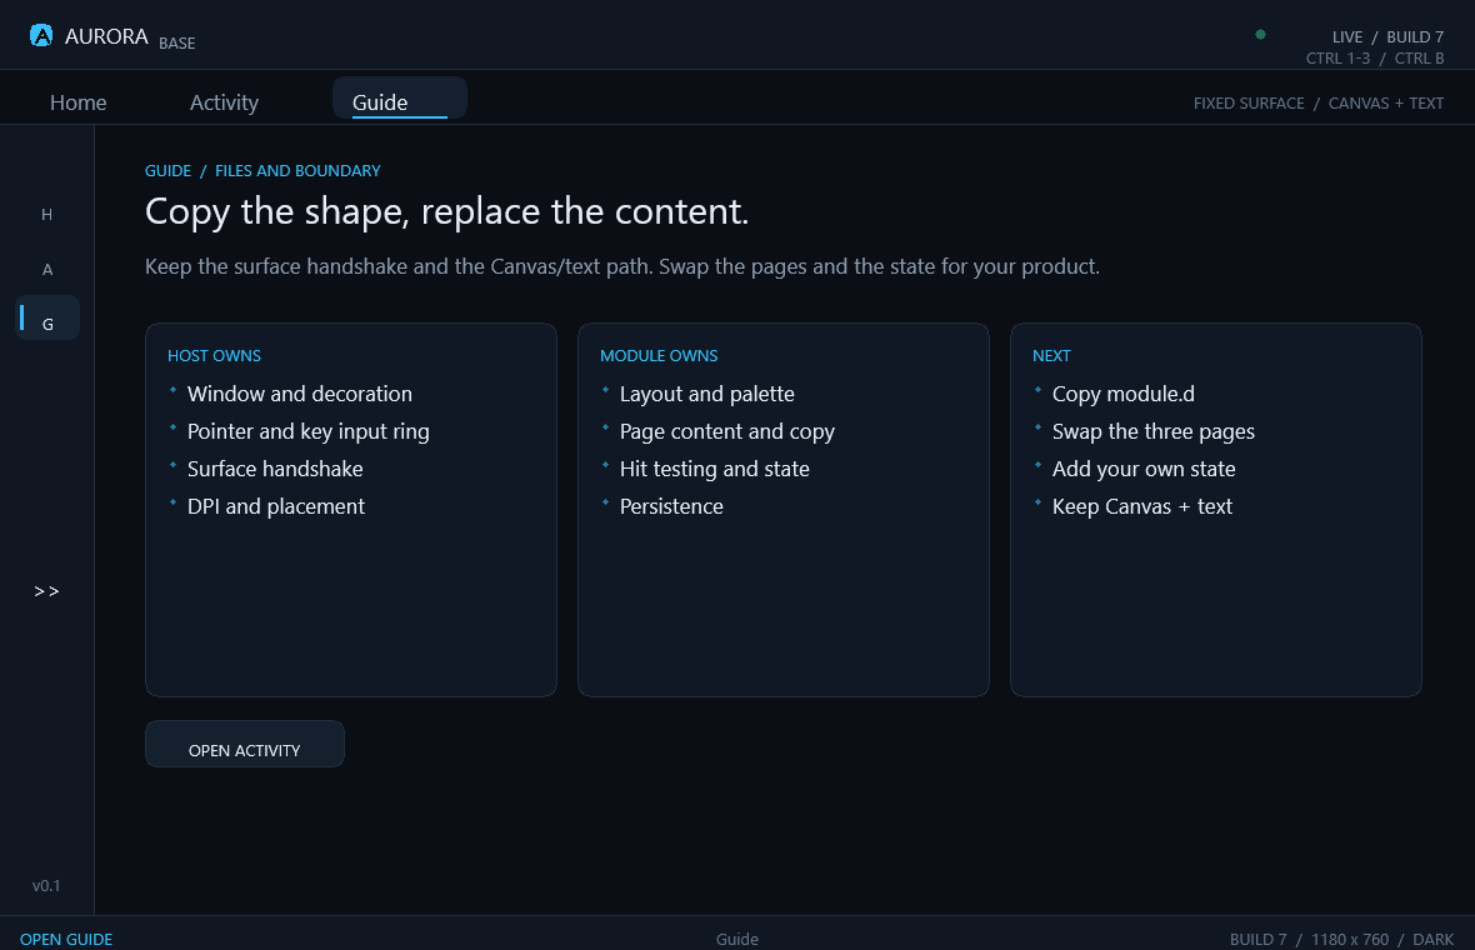 AURORA BASE
LIVE / BUILD 7
CTRL 1-3 / CTRL B
Home
Activity
Guide
FIXED SURFACE / CANVAS + TEXT
H
A
G
>>
v0.1
GUIDE / FILES AND BOUNDARY
Copy the shape, replace the content.
Keep the surface handshake and the Canvas/text path. Swap the pages and the state for your product.
HOST OWNS
Window and decoration
Pointer and key input ring
Surface handshake
DPI and placement
MODULE OWNS
Layout and palette
Page content and copy
Hit testing and state
Persistence
NEXT
Copy module.d
Swap the three pages
Add your own state
Keep Canvas + text
OPEN ACTIVITY
OPEN GUIDE
Guide
BUILD 7 / 1180 x 760 / DARK